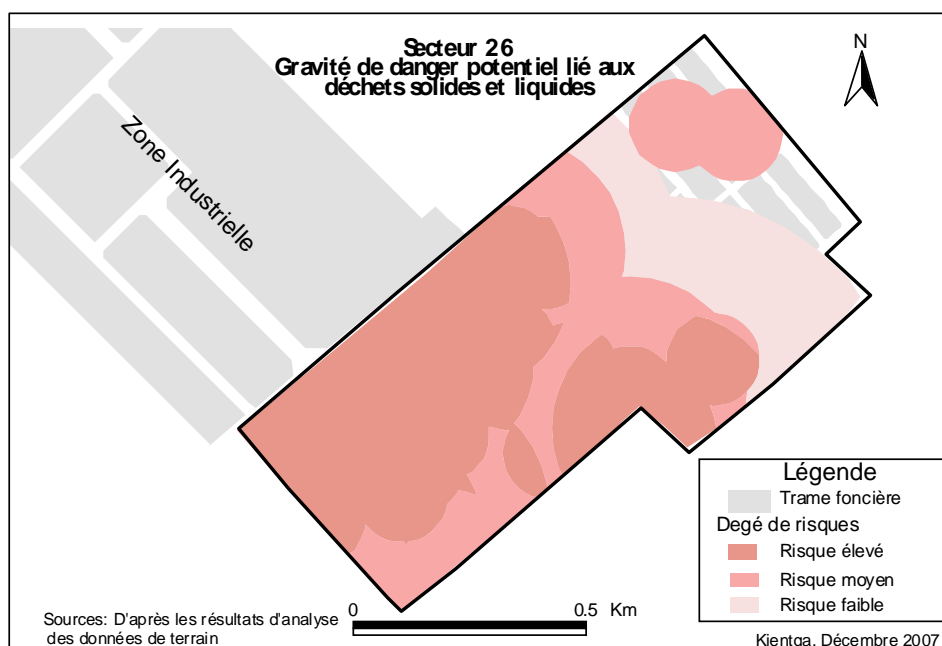 Secteur 26
Gravité de danger potentiel lié aux
déchets solides et liquides
N
Zone Industrielle
Légende
Trame foncière
Degé de risques
Risque élevé
Risque moyen
Risque faible
0 0.5 Km
Sources: D'après les résultats d'analyse
des données de terrain
Kientga, Décembre 2007